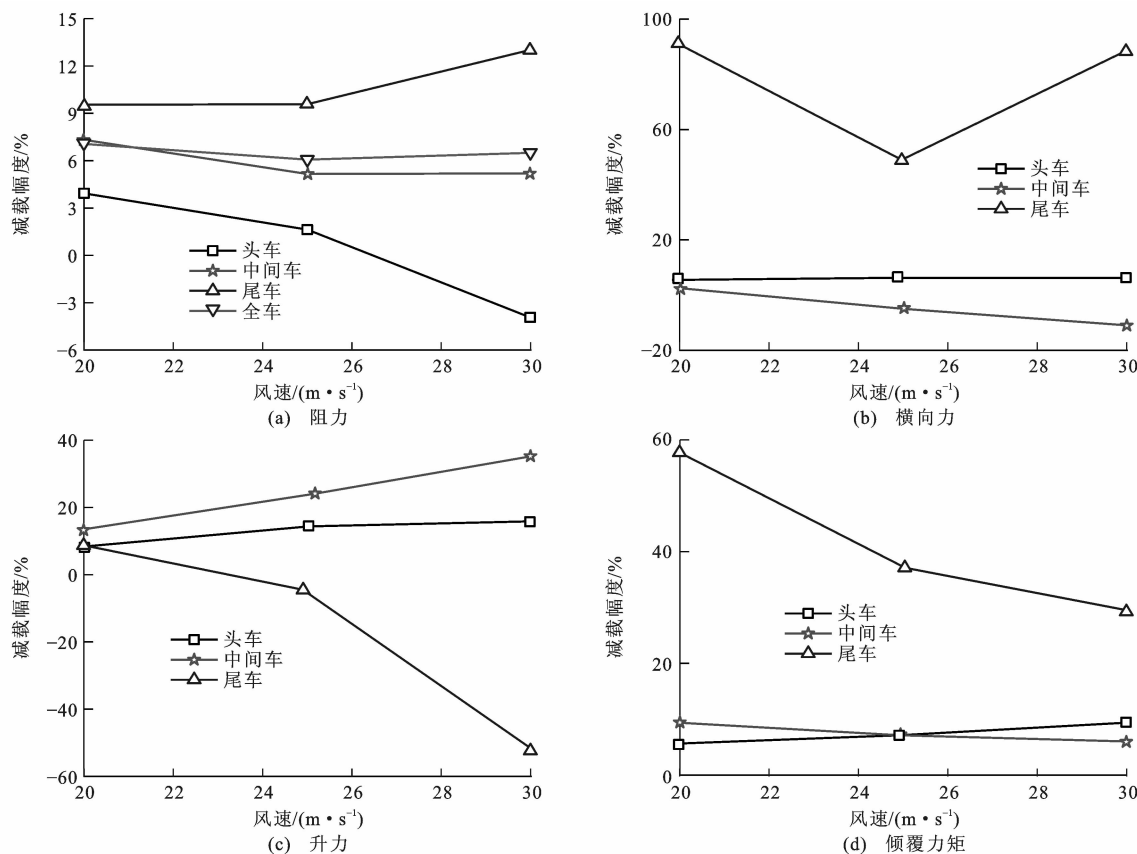 15
12
9
6
3
0
−3
−6
减载幅度/%
头车
中间车
尾车
全车
20 22 24 26 28 30
风速/(m·s⁻¹)
(a) 阻力
100
60
20
−20
减载幅度/%
头车
中间车
尾车
20 22 24 26 28 30
风速/(m·s⁻¹)
(b) 横向力
40
20
0
−20
−40
−60
减载幅度/%
头车
中间车
尾车
20 22 24 26 28 30
风速/(m·s⁻¹)
(c) 升力
60
40
20
0
减载幅度/%
头车
中间车
尾车
20 22 24 26 28 30
风速/(m·s⁻¹)
(d) 倾覆力矩